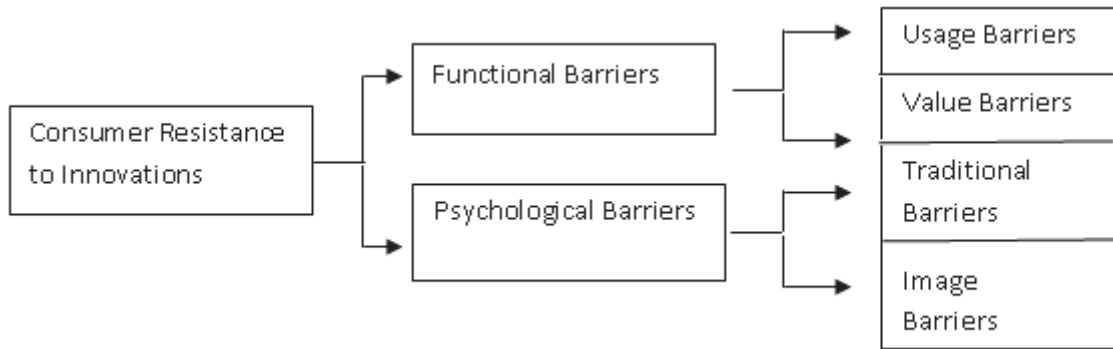 Consumer Resistance
to Innovations
Functional Barriers
Psychological Barriers
Usage Barriers
Value Barriers
Traditional
Barriers
Image
Barriers